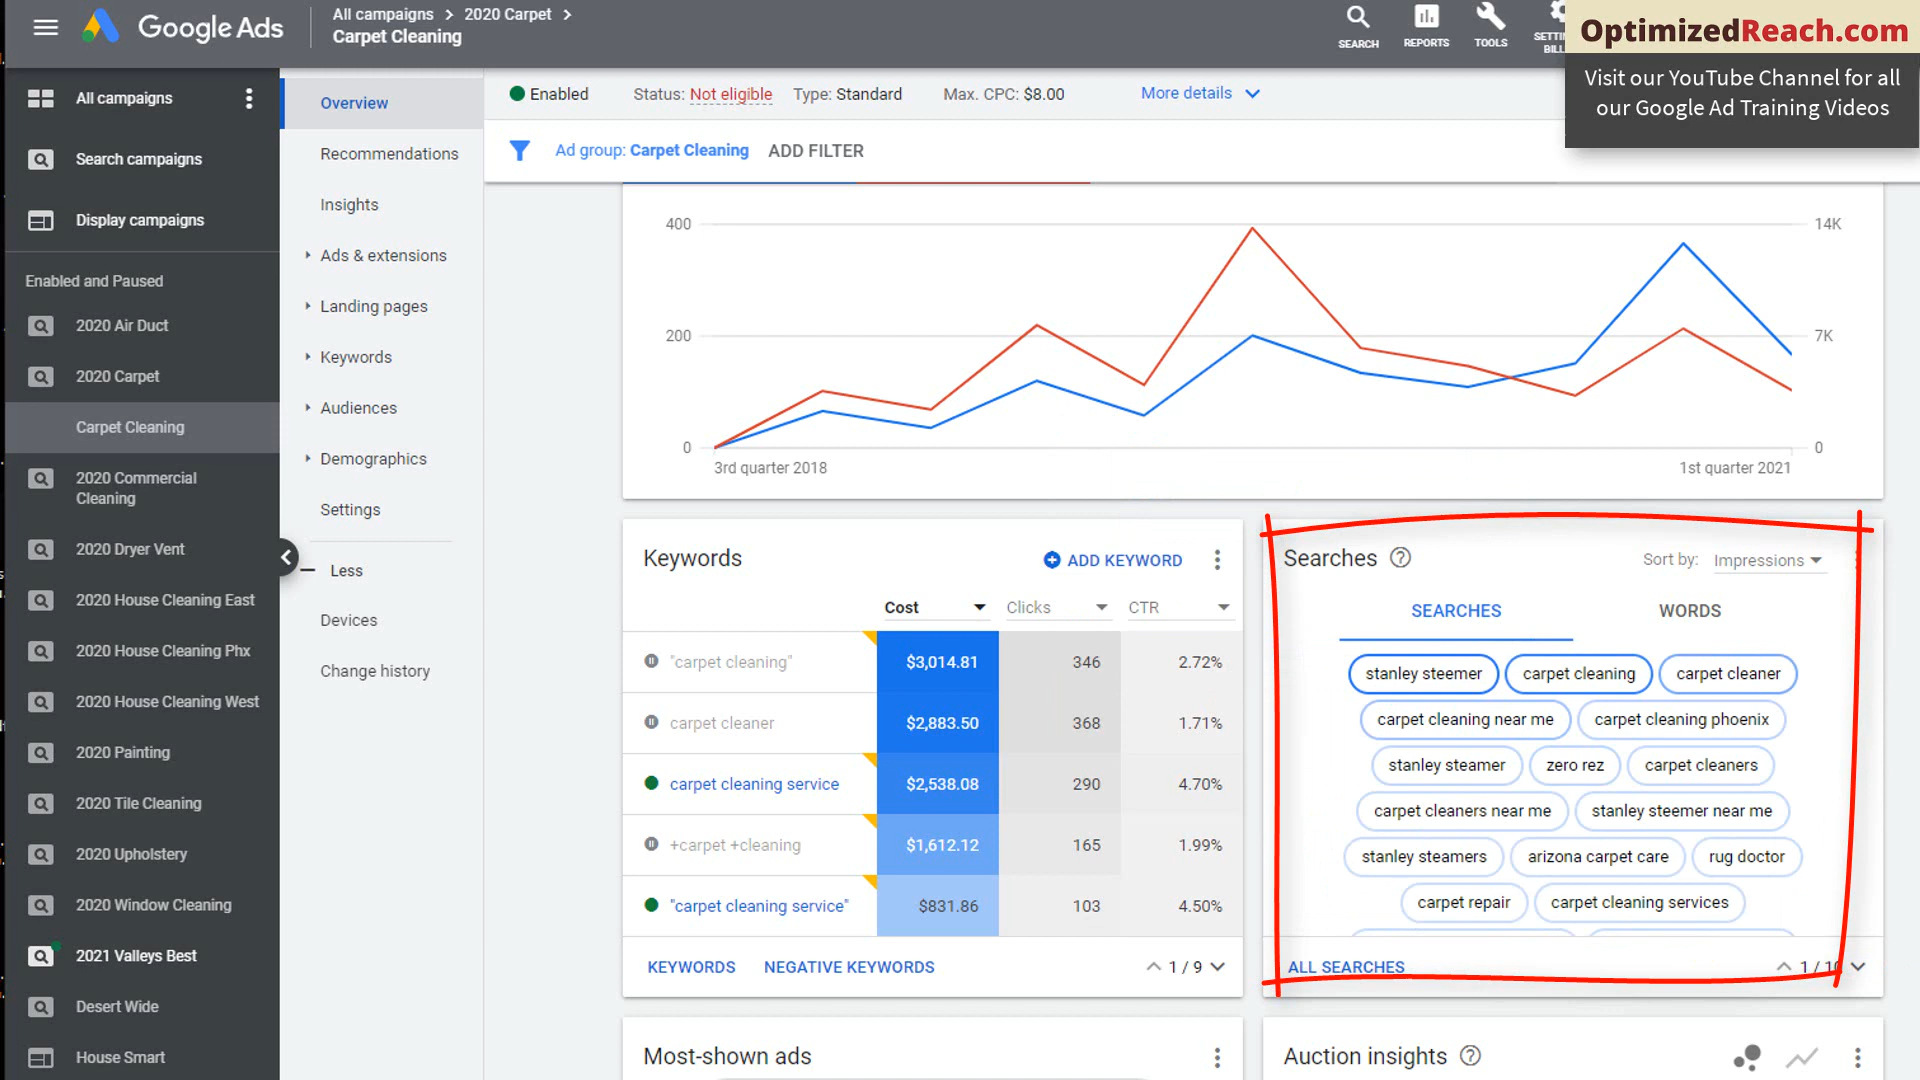 Google Ads
All campaigns > 2020 Carpet >
Carpet Cleaning
SEARCH
REPORTS
TOOLS
OptimizedReach.com
Visit our YouTube Channel for all
our Google Ad Training Videos
All campaigns
Search campaigns
Display campaigns
Enabled and Paused
2020 Air Duct
2020 Carpet
Carpet Cleaning
2020 Commercial
Cleaning
2020 Dryer Vent
2020 House Cleaning East
2020 House Cleaning Phx
2020 House Cleaning West
2020 Painting
2020 Tile Cleaning
2020 Upholstery
2020 Window Cleaning
2021 Valleys Best
Desert Wide
House Smart
Overview
Recommendations
Insights
Ads & extensions
Landing pages
Keywords
Audiences
Demographics
Settings
Less
Devices
Change history
Enabled Status: Not eligible Type: Standard Max. CPC: $8.00 More details
Ad group: Carpet Cleaning ADD FILTER
400 14K
200 7K
0 0
3rd quarter 2018 1st quarter 2021
Keywords ADD KEYWORD
Cost Clicks CTR
"carpet cleaning" $3,014.81 346 2.72%
carpet cleaner $2,883.50 368 1.71%
carpet cleaning service $2,538.08 290 4.70%
+carpet +cleaning $1,612.12 165 1.99%
"carpet cleaning service" $831.86 103 4.50%
KEYWORDS NEGATIVE KEYWORDS 1 / 9
Searches Sort by: Impressions
SEARCHES WORDS
stanley steemer carpet cleaning carpet cleaner
carpet cleaning near me carpet cleaning phoenix
stanley steamer zero rez carpet cleaners
carpet cleaners near me stanley steemer near me
stanley steamers arizona carpet care rug doctor
carpet repair carpet cleaning services
ALL SEARCHES 1 /
Most-shown ads
Auction insights